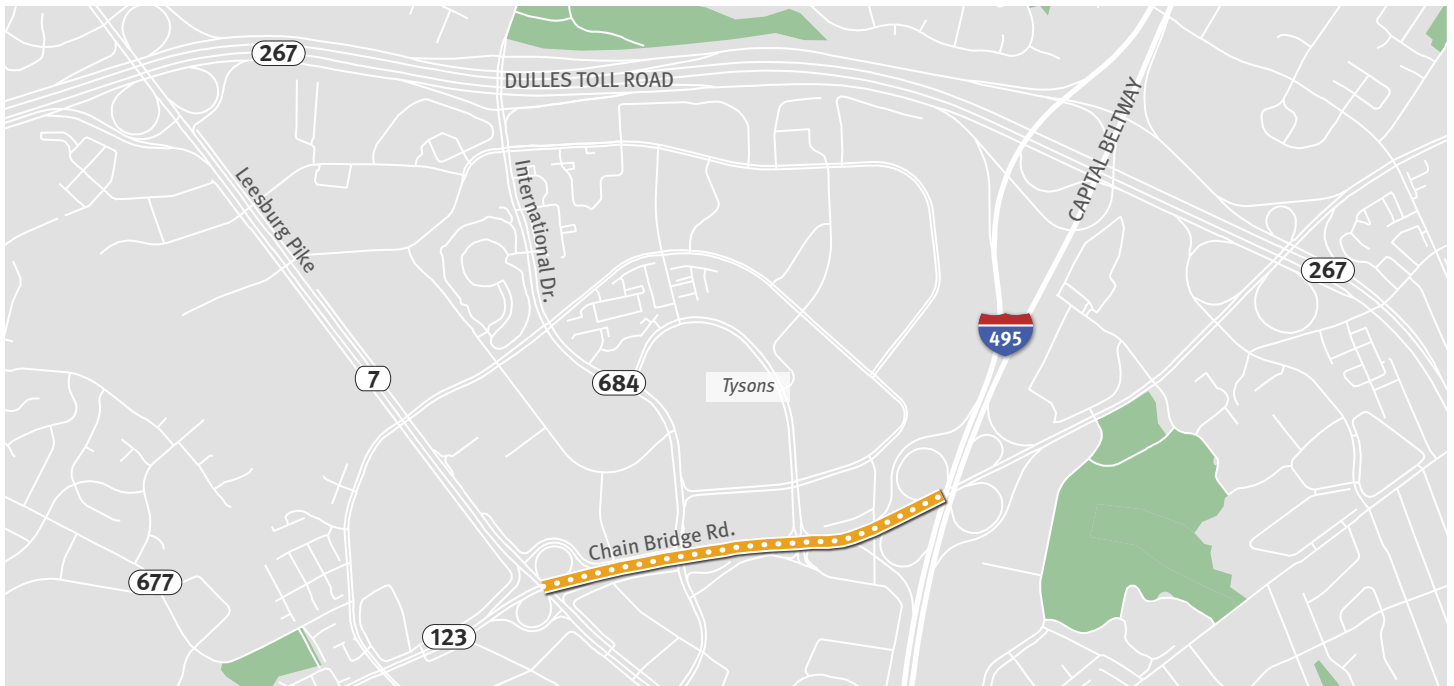 267
DULLES TOLL ROAD
CAPITAL BELTWAY
Leesburg Pike
International Dr.
267
495
7
684
Tysons
Chain Bridge Rd.
677
123